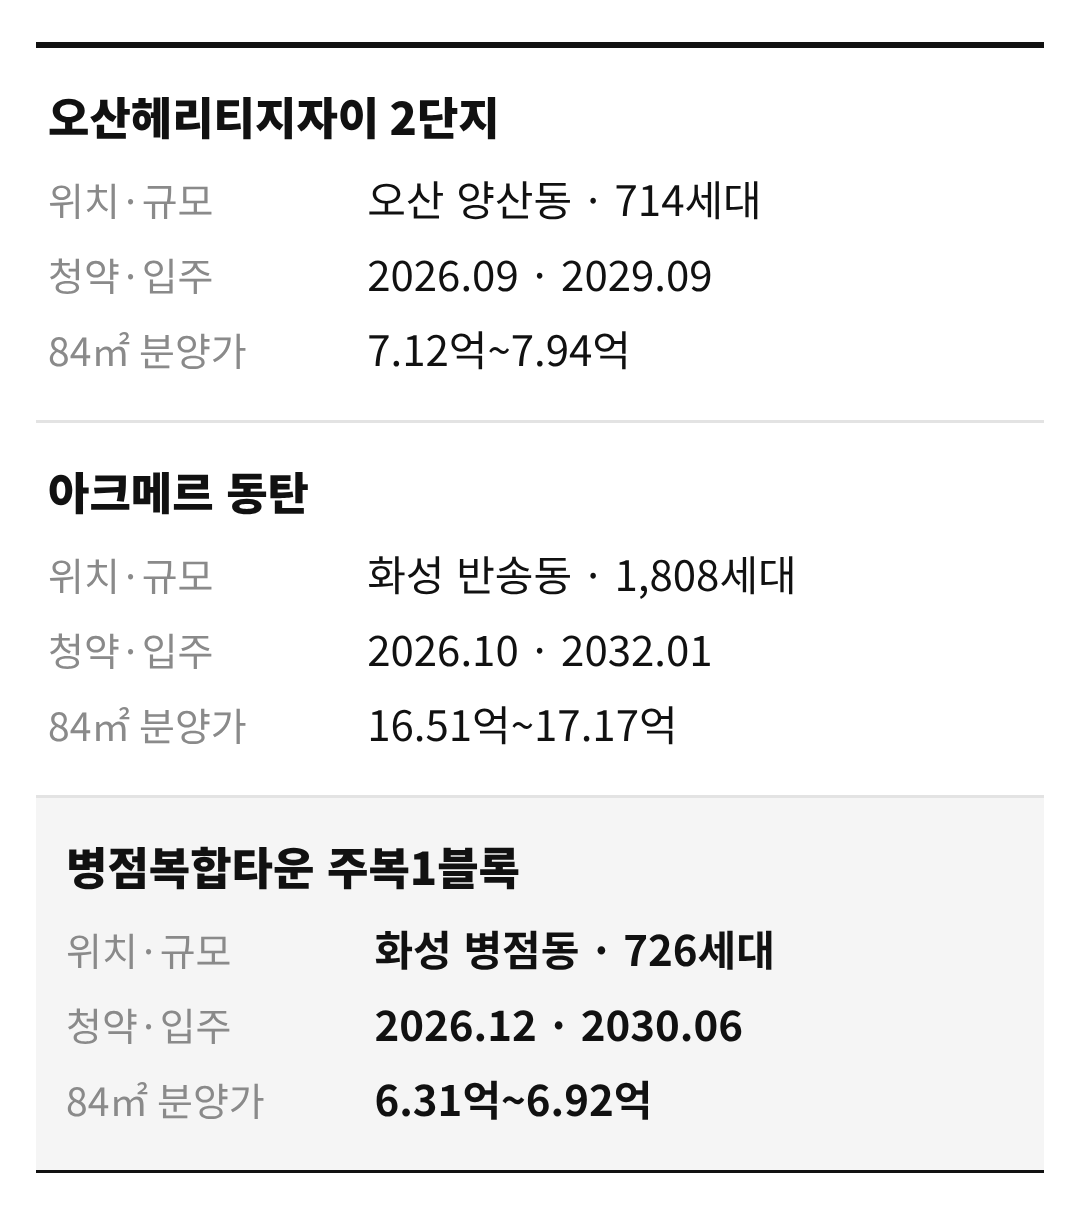 오산헤리티지자이 2단지
위치·규모 오산 양산동 · 714세대
청약·입주 2026.09 · 2029.09
84㎡ 분양가 7.12억~7.94억
아크메르 동탄
위치·규모 화성 반송동 · 1,808세대
청약·입주 2026.10 · 2032.01
84㎡ 분양가 16.51억~17.17억
병점복합타운 주복1블록
위치·규모 화성 병점동 · 726세대
청약·입주 2026.12 · 2030.06
84㎡ 분양가 6.31억~6.92억